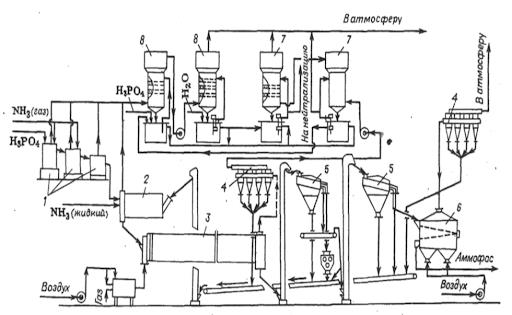 В атмосферу
8
8
7
7
H₃PO₄
H₂O
На нейтрализацию
В атмосферу
4
NH₃(газ)
H₃PO₄
1
2
NH₃(жидкий)
3
4
5
5
6
Аммофос
Воздух
Газ
Воздух